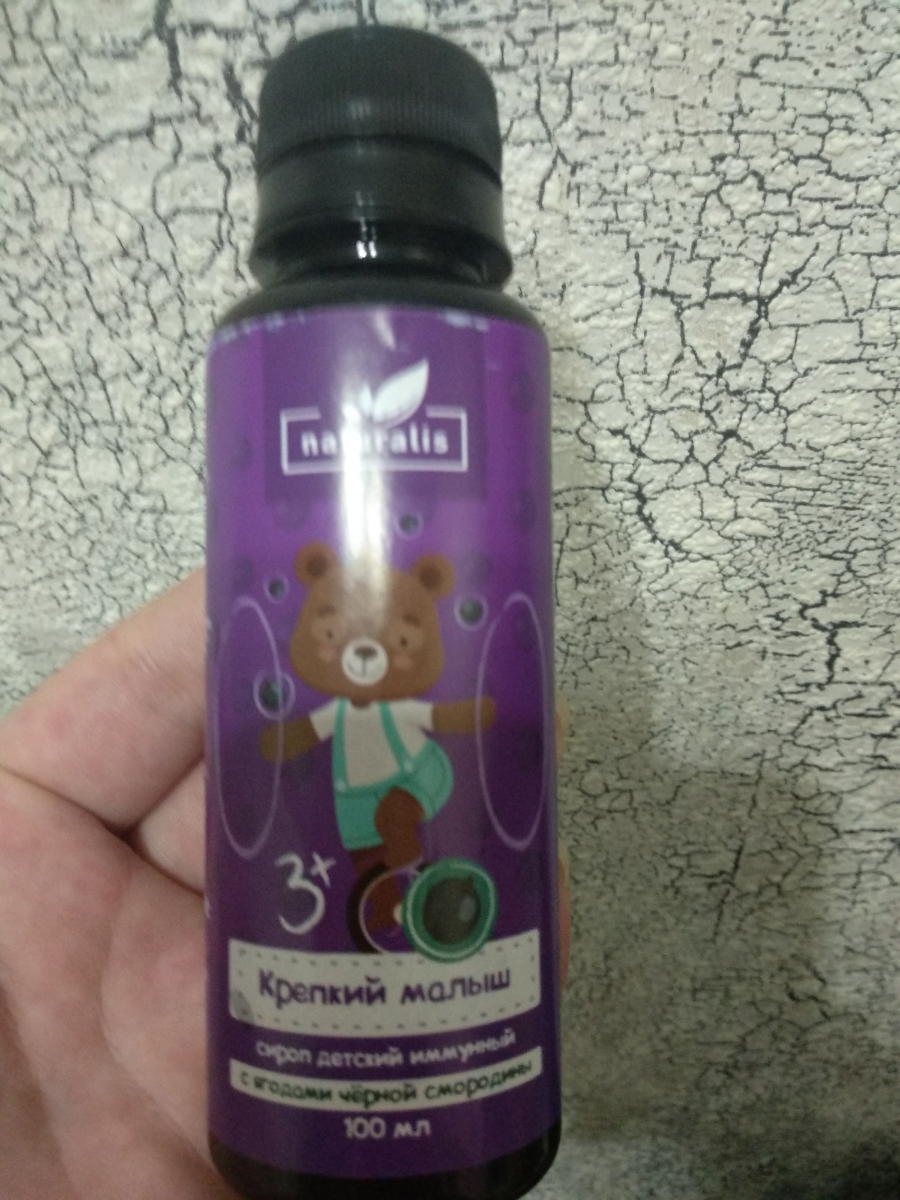 naturalis
3+
Крепкий малыш
сироп детский иммунный
с ягодами чёрной смородины
100 мл